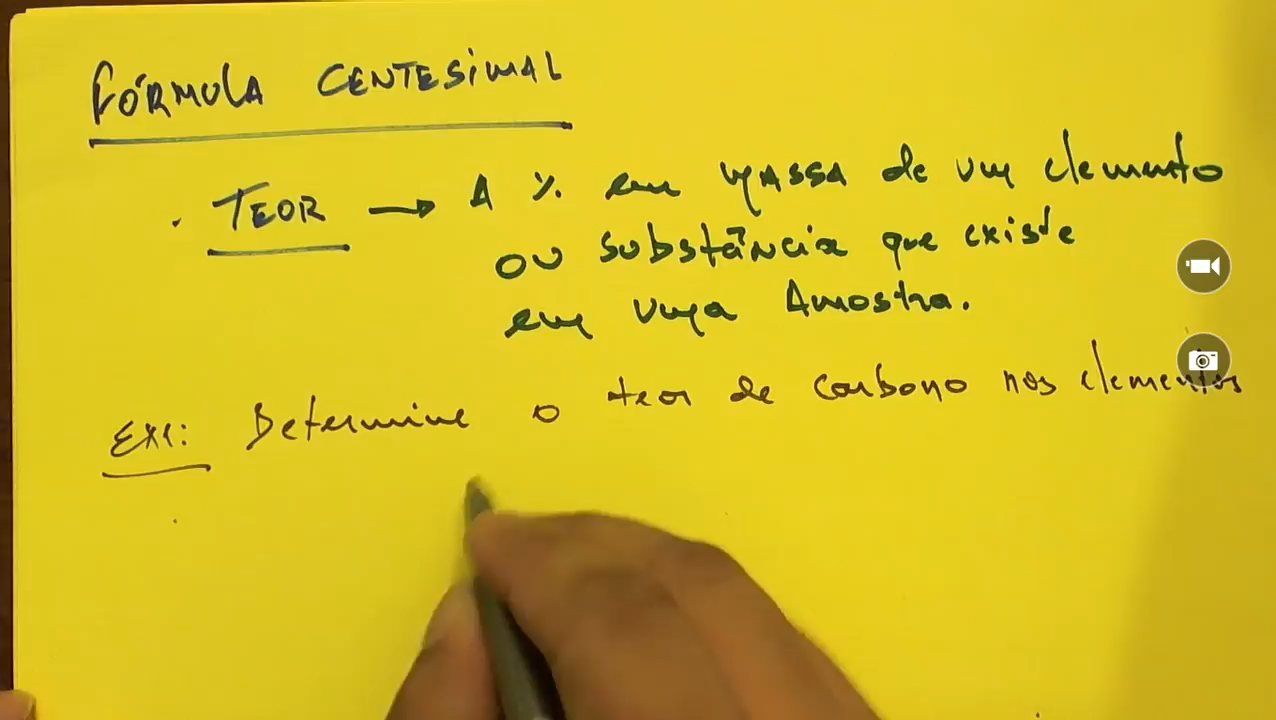 FÓRMULA CENTESIMAL
. TEOR → A % em MASSA de um elemento
ou substância que existe
em uma Amostra.
Ex1: Determine o teor de carbono nos elementos